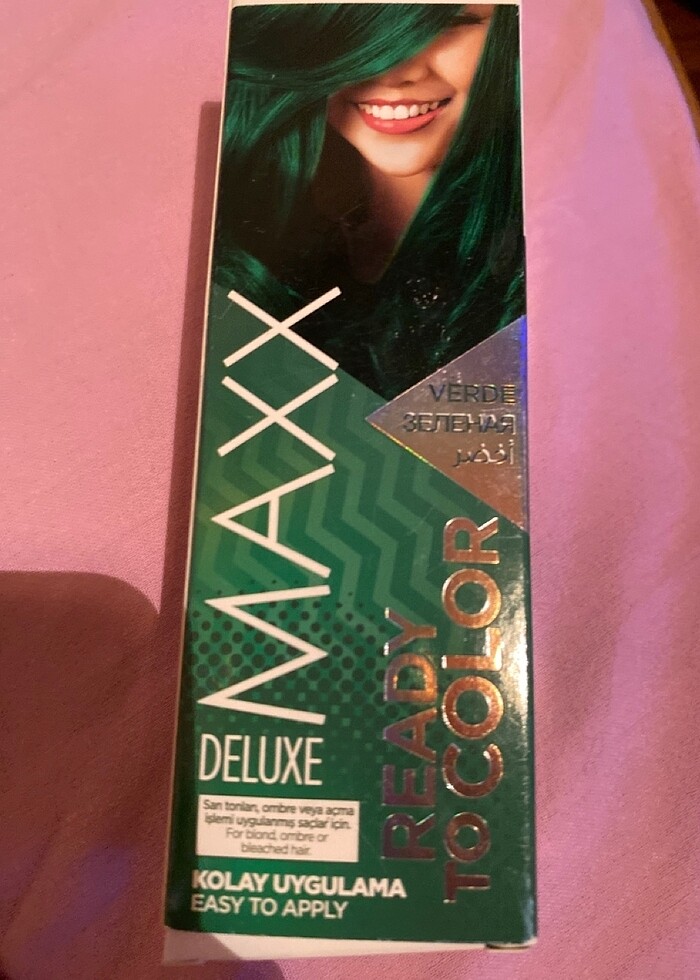 VERDE
ЗЕЛЕНАЯ
أخضر
MAXX
DELUXE
READY
TO COLOR
Sarı tonları, ombre veya açma
işlemi uygulanmış saçlar için.
For blond, ombre or
bleached hair.
KOLAY UYGULAMA
EASY TO APPLY